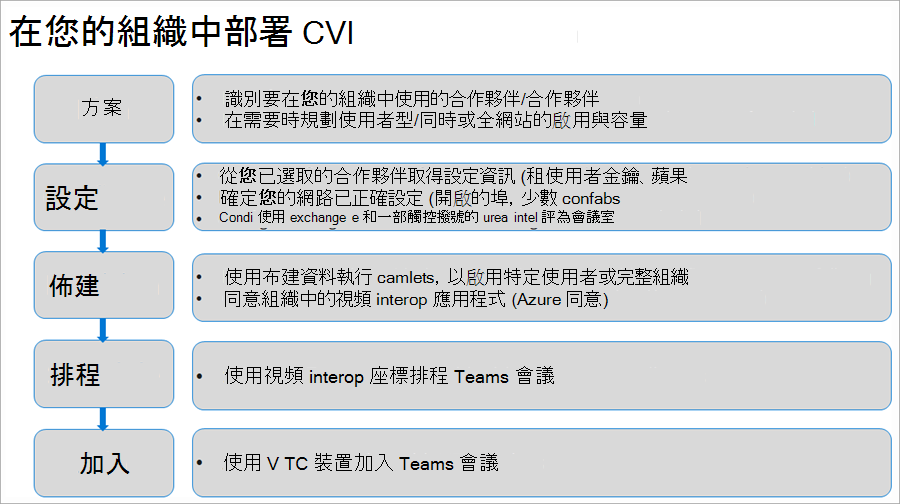 在您的組織中部署 CVI
方案
• 識別要在您的組織中使用的合作夥伴/合作夥伴
• 在需要時規劃使用者型/同時或全網站的啟用與容量
設定
• 從您已選取的合作夥伴取得設定資訊 (租使用者金鑰、蘋果
• 確定您的網路已正確設定 (開啟的埠, 少數 confabs
• Condi 使用 exchange e 和一部觸控撥號的 urea intel 評為會議室
佈建
• 使用布建資料執行 camlets, 以啟用特定使用者或完整組織
• 同意組織中的視頻 interop 應用程式 (Azure 同意)
排程
• 使用視頻 interop 座標排程 Teams 會議
加入
• 使用 V TC 裝置加入 Teams 會議